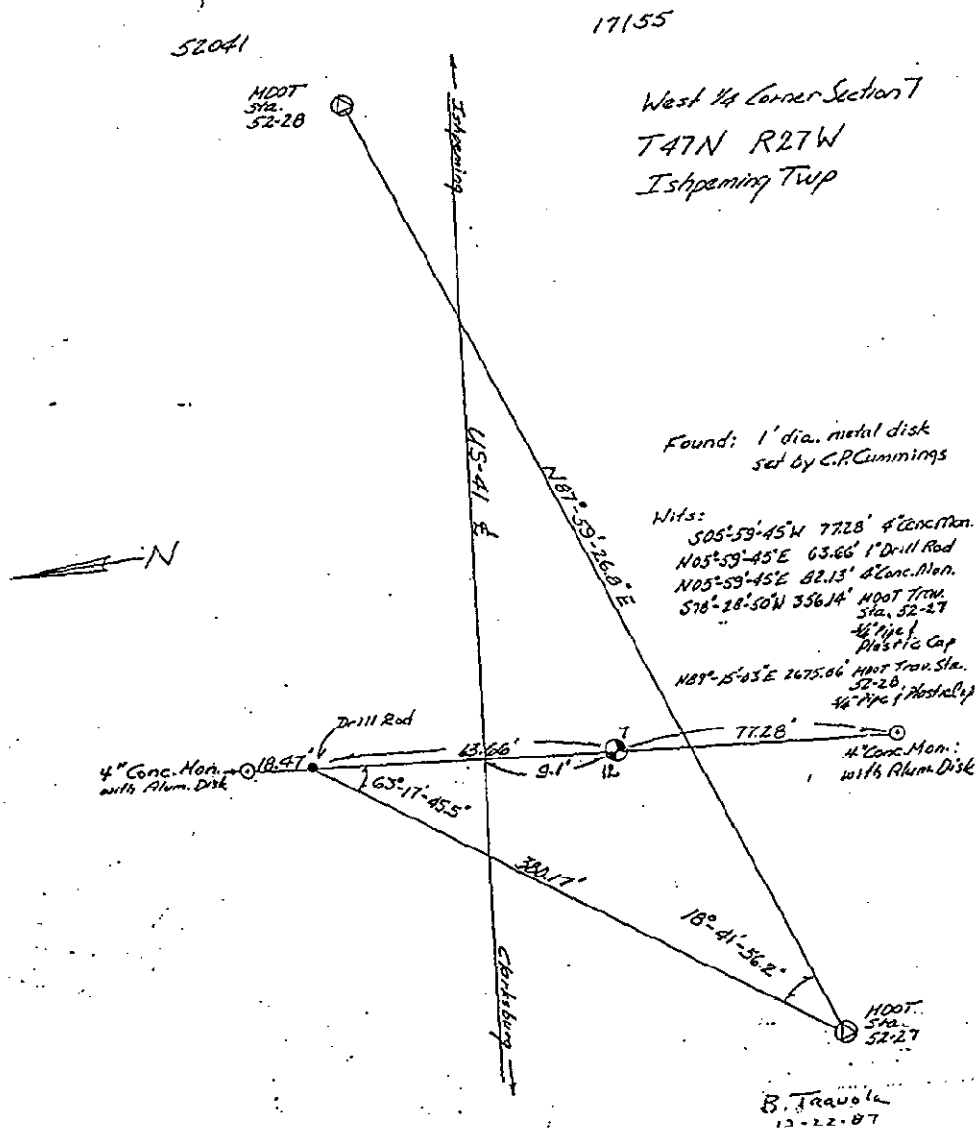 52041
17155
MDOT
Sta.
52-28
Ishpeming
West 1/4 Corner Section 7
T47N R27W
Ishpeming Twp
US-41 ℄
N87°-59'-26.8"E
N
Found: 1' dia. metal disk
set by C.P. Cummings
Wits:
S05°-59'-45"W 77.28' 4" Conc. Mon.
N05°-59'-45"E 63.66' 1" Drill Rod
N05°-59'-45"E 82.13' 4" Conc. Mon.
S78°-28'-50"W 356.14' MDOT Trav.
Sta. 52-27
3/4" Pipe &
Plastic Cap
N89°-15'-03"E 2675.06' MDOT Trav. Sta.
52-28
3/4" Pipe & Plastic Cap
Drill Rod
4" Conc. Mon.
with Alum. Disk
18.47'
63.66'
9.1'
7
12
77.28'
4" Conc. Mon.
with Alum. Disk
63°-17'-45.5"
380.17'
18°-41'-56.2"
Clarksburg
MDOT
Sta.
52-27
B. Travola
12-22-87